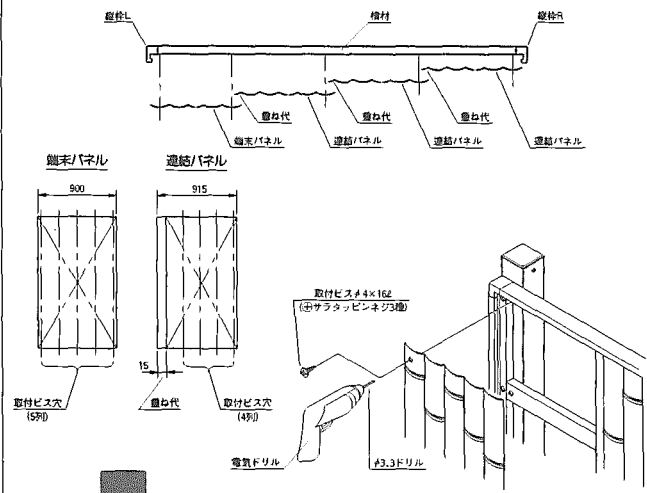 縦枠L
桟材
縦枠R
重ね代
重ね代
重ね代
端末パネル
連結パネル
連結パネル
連結パネル
端末パネル
連結パネル
900
915
15
取付ビス穴
(5列)
重ね代
取付ビス穴
(4列)
取付ビスφ4×16ℓ
(⊕サラタッピンネジ3種)
電気ドリル
φ3.3ドリル